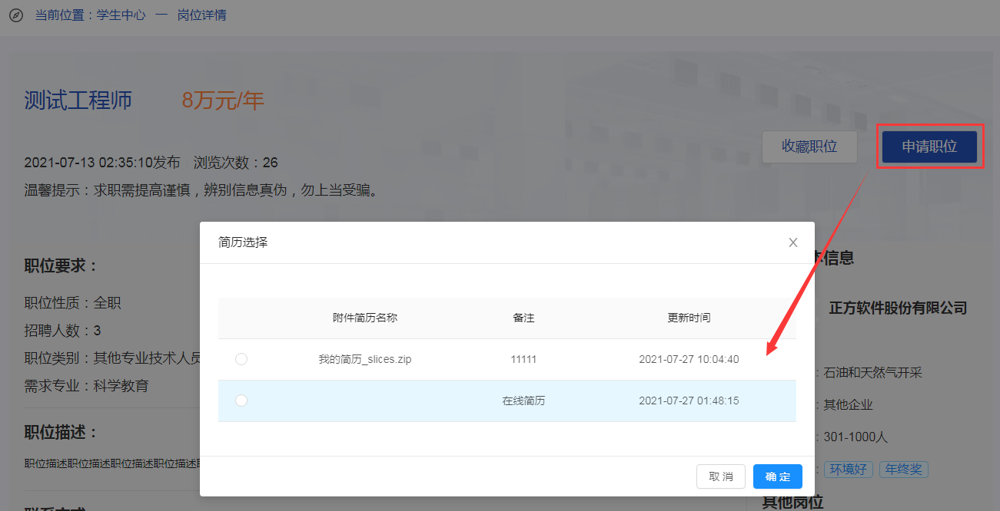 当前位置：学生中心 一 岗位详情
测试工程师 8万元/年
收藏职位 申请职位
2021-07-13 02:35:10发布 浏览次数：26
温馨提示：求职需提高谨慎，辨别信息真伪，勿上当受骗。
简历选择
信息
职位要求：
职位性质：全职
正方软件股份有限公司
附件简历名称 备注 更新时间
招聘人数：3
职位类别：其他专业技术人员
我的简历_slices.zip 11111 2021-07-27 10:04:40
：石油和天然气开采
需求专业：科学教育
在线简历 2021-07-27 01:48:15
：其他企业
职位描述：
：301-1000人
职位描述职位描述职位描述职位描述
：环境好 年终奖
取 消 确 定
其他岗位